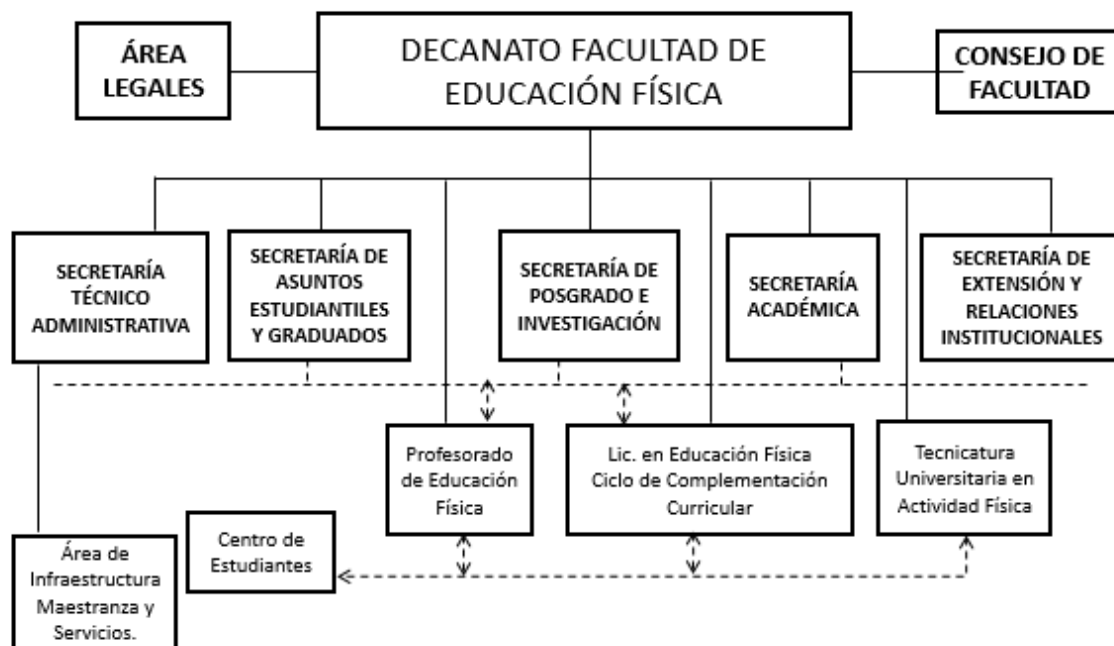 ÁREA
LEGALES
DECANATO FACULTAD DE
EDUCACIÓN FÍSICA
CONSEJO DE
FACULTAD
SECRETARÍA
TÉCNICO
ADMINISTRATIVA
SECRETARÍA DE
ASUNTOS
ESTUDIANTILES
Y GRADUADOS
SECRETARÍA DE
POSGRADO E
INVESTIGACIÓN
SECRETARÍA
ACADÉMICA
SECRETARÍA DE
EXTENSIÓN Y
RELACIONES
INSTITUCIONALES
Profesorado
de Educación
Física
Lic. en Educación Física
Ciclo de Complementación
Curricular
Tecnicatura
Universitaria en
Actividad Física
Centro de
Estudiantes
Área de
Infraestructura
Maestranza y
Servicios.